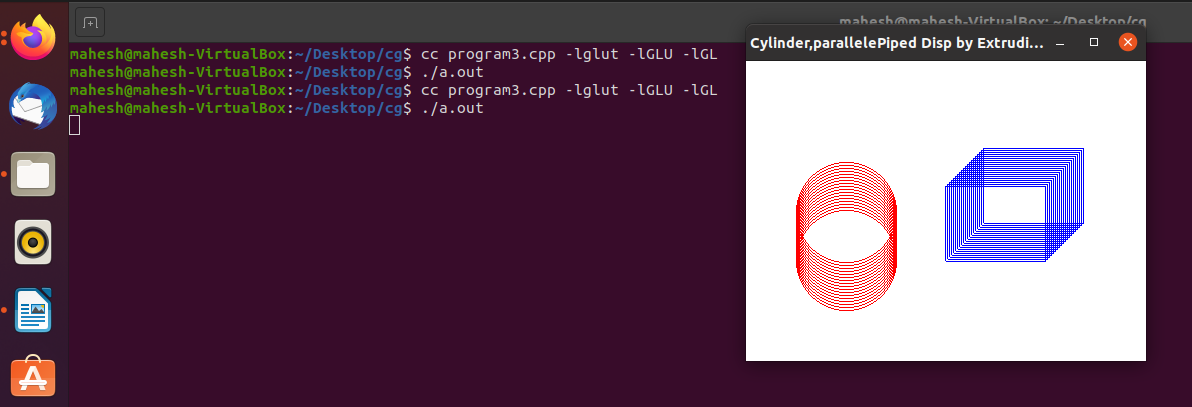 mahesh@mahesh-VirtualBox: ~/Desktop/cg
mahesh@mahesh-VirtualBox:~/Desktop/cg$ cc program3.cpp -lglut -lGLU -lGL
mahesh@mahesh-VirtualBox:~/Desktop/cg$ ./a.out
mahesh@mahesh-VirtualBox:~/Desktop/cg$ cc program3.cpp -lglut -lGLU -lGL
mahesh@mahesh-VirtualBox:~/Desktop/cg$ ./a.out
Cylinder,parallelePiped Disp by Extrudi...